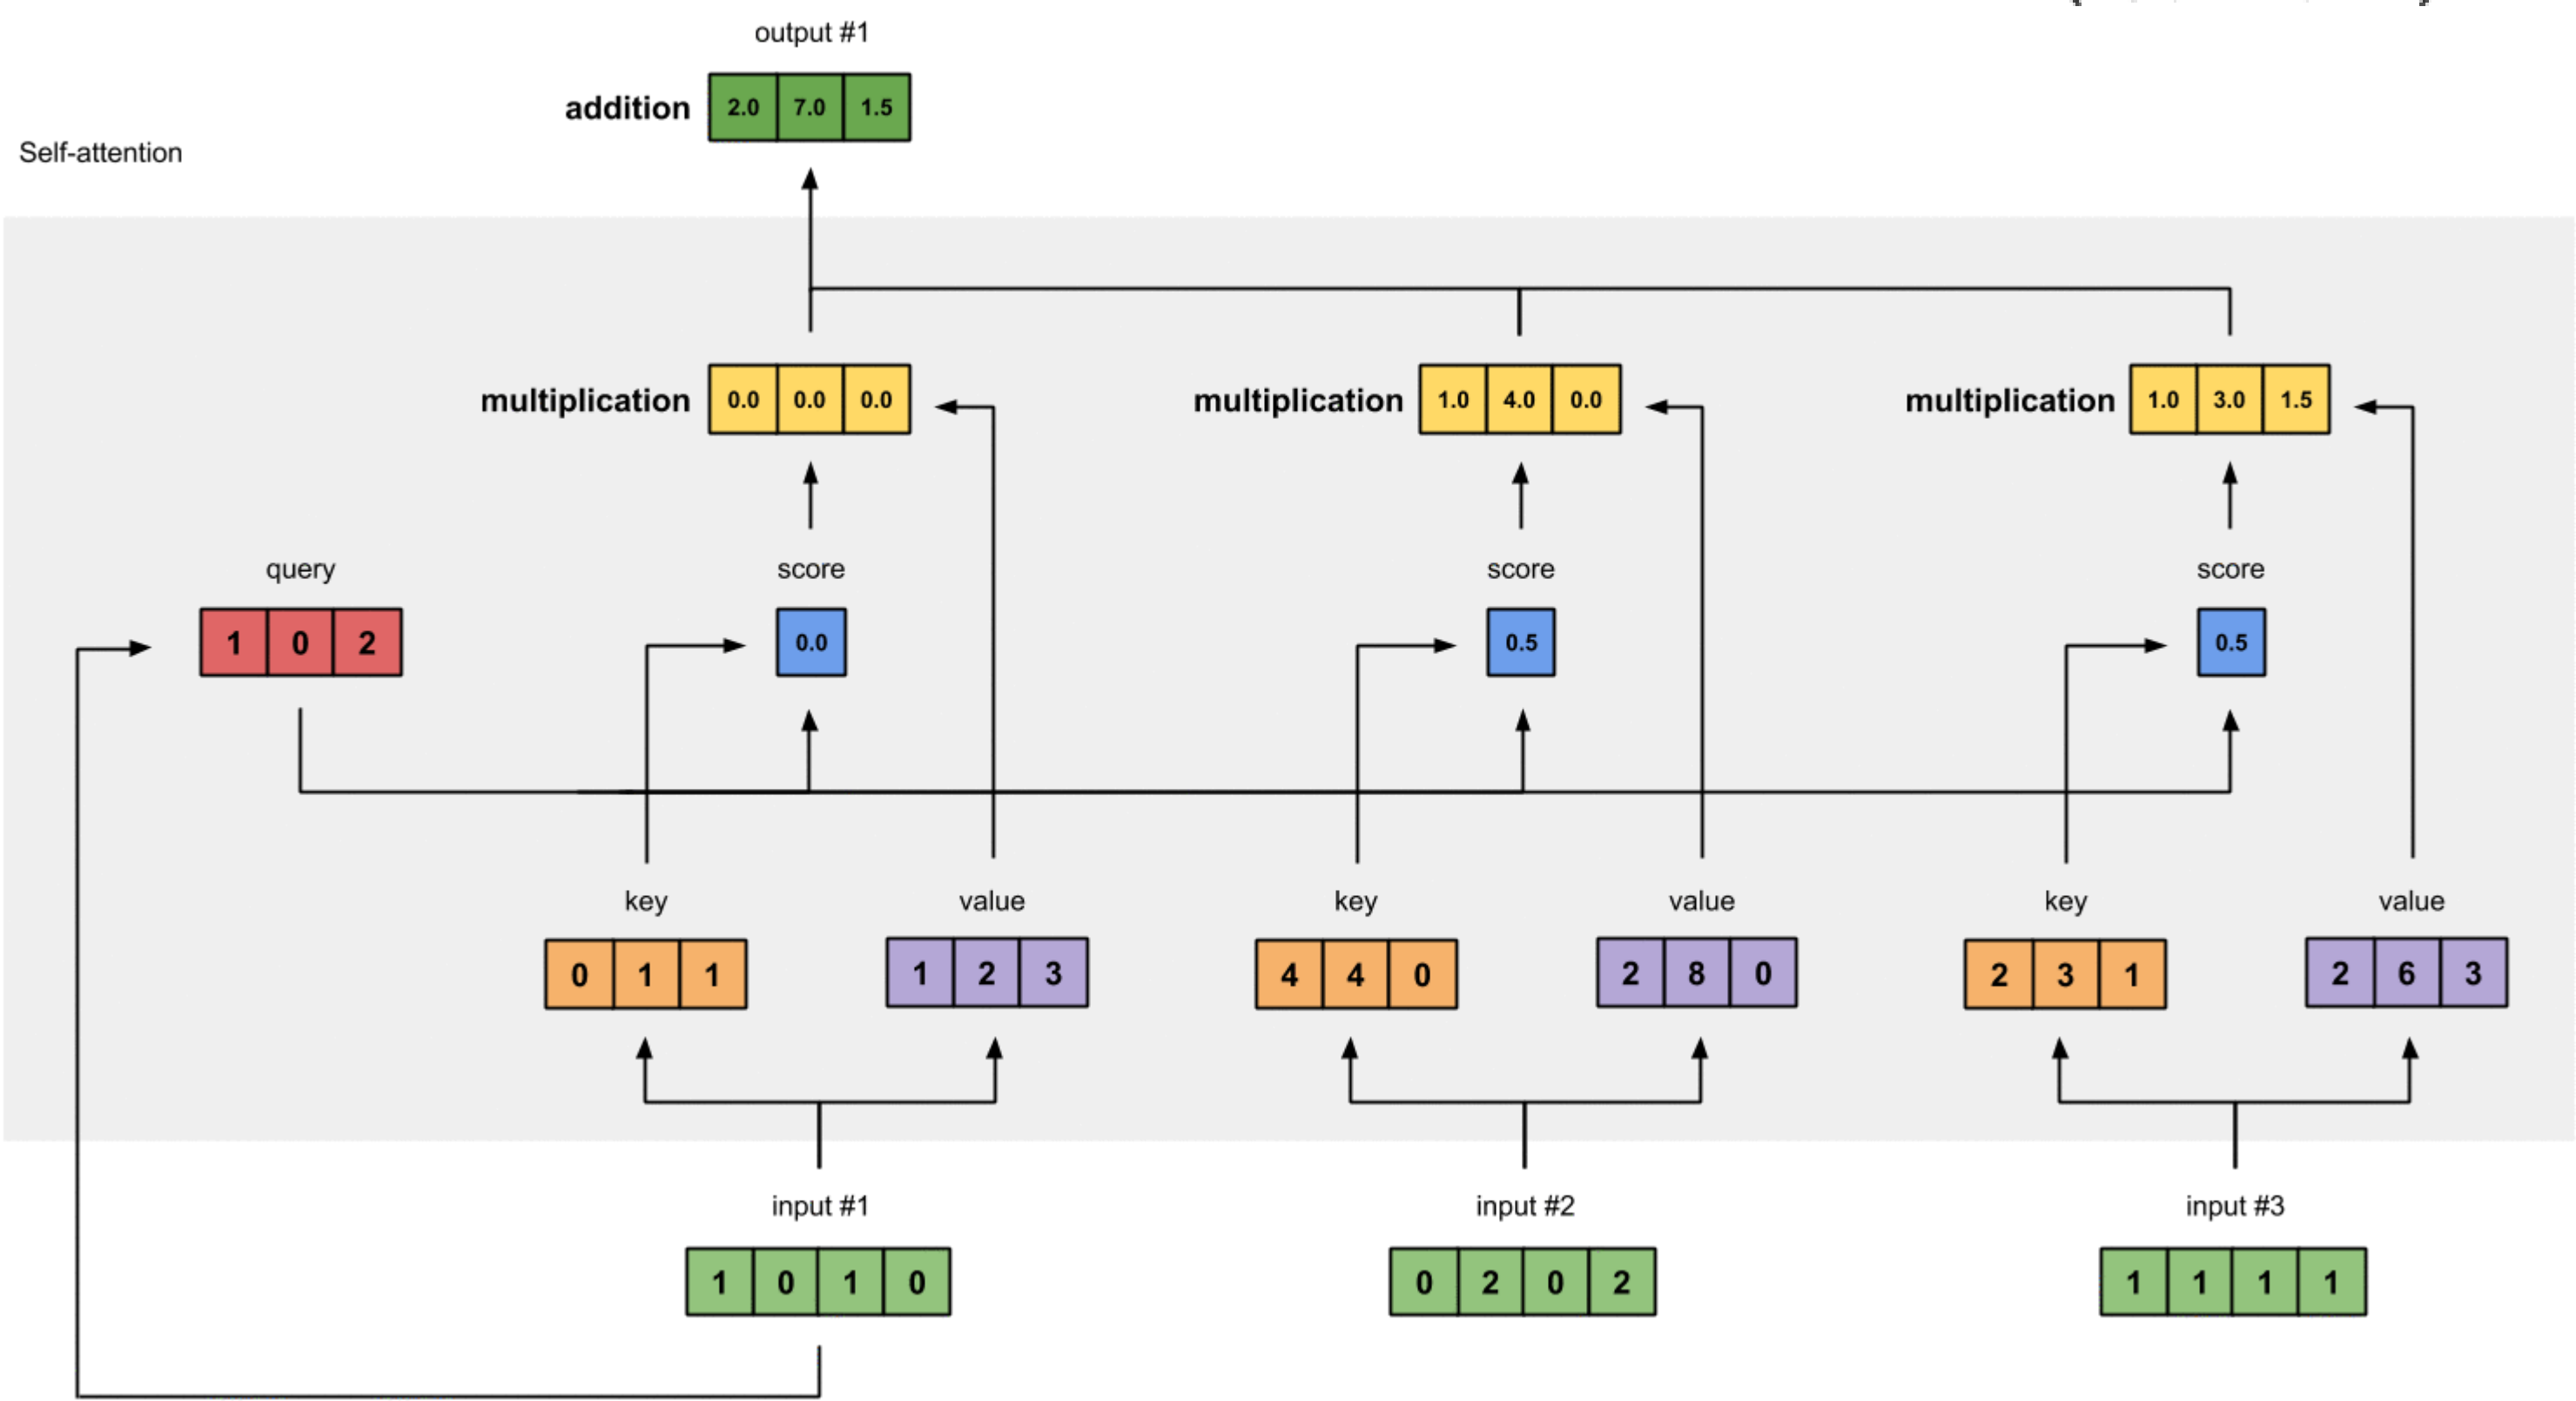 output #1
addition 2.0 7.0 1.5
Self-attention
multiplication 0.0 0.0 0.0 multiplication 1.0 4.0 0.0 multiplication 1.0 3.0 1.5
query score score score
1 0 2 0.0 0.5 0.5
key value key value key value
0 1 1 1 2 3 4 4 0 2 8 0 2 3 1 2 6 3
input #1 input #2 input #3
1 0 1 0 0 2 0 2 1 1 1 1